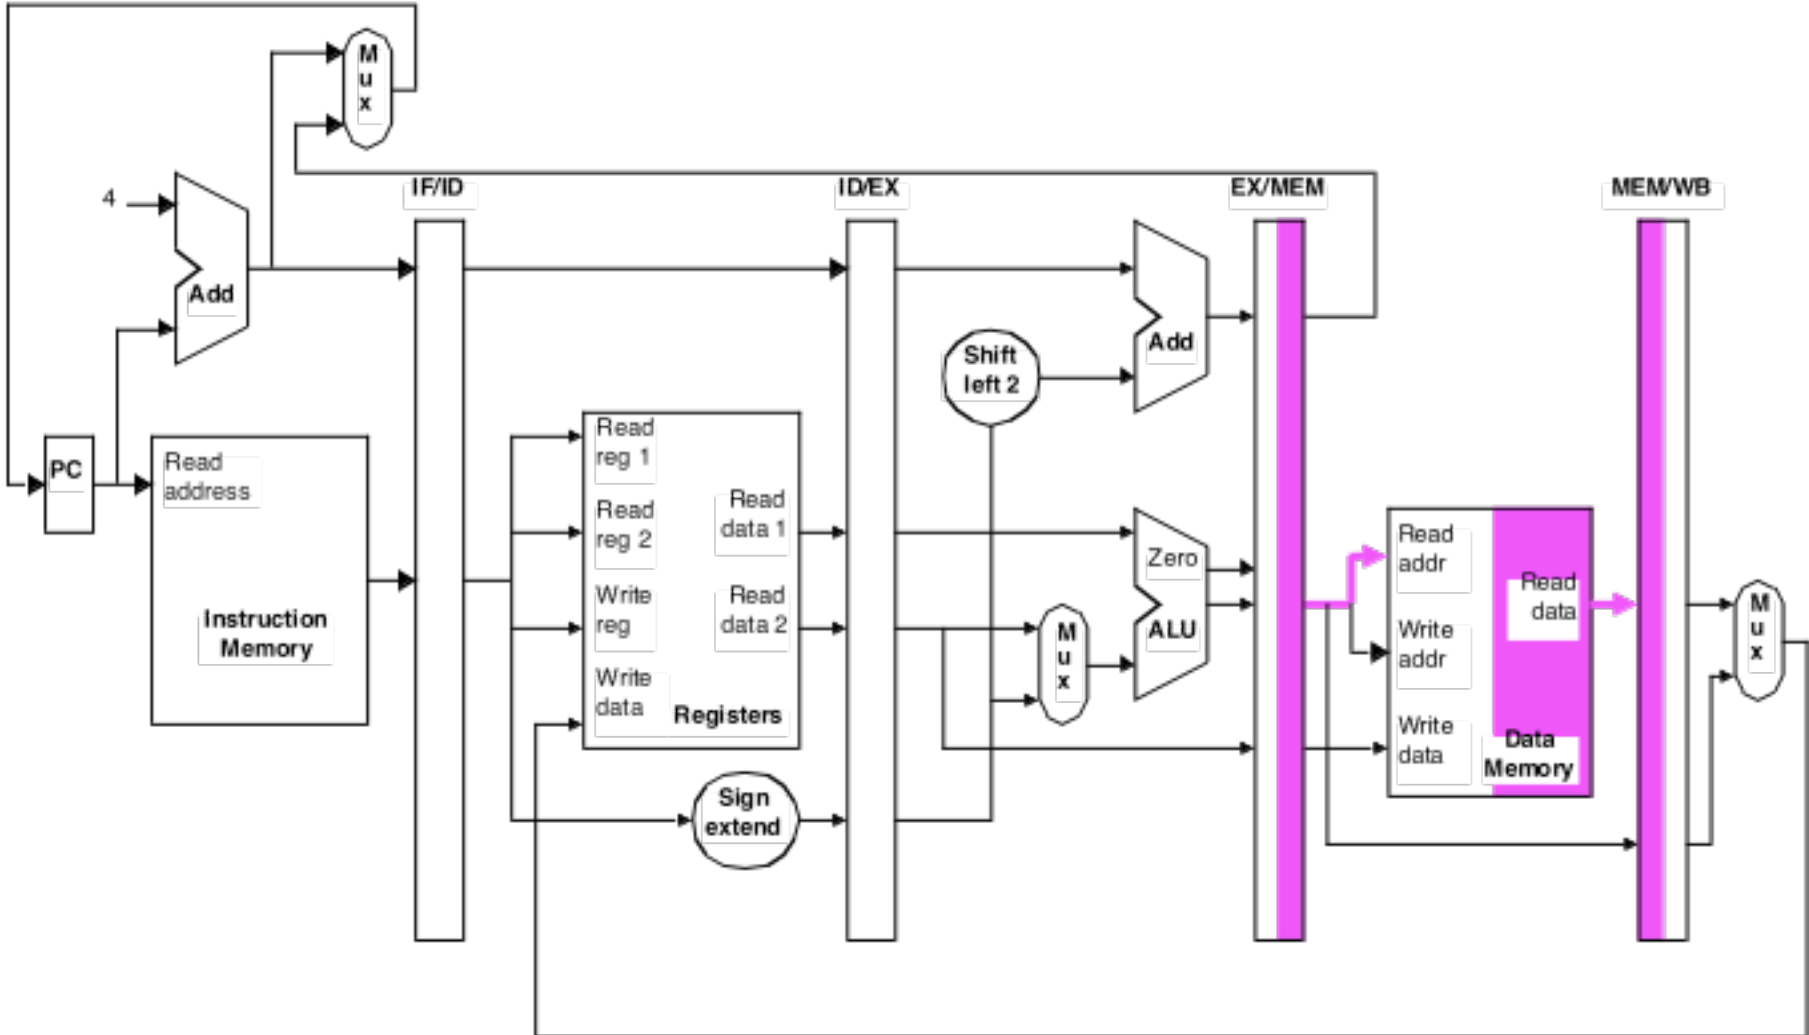 M
u
x
IF/ID
ID/EX
EX/MEM
MEM/WB
4
Add
Shift
left 2
Add
PC
Read
address
Instruction
Memory
Read
reg 1
Read
reg 2
Write
reg
Write
data
Read
data 1
Read
data 2
Registers
Sign
extend
M
u
x
Zero
ALU
Read
addr
Write
addr
Write
data
Read
data
Data
Memory
M
u
x